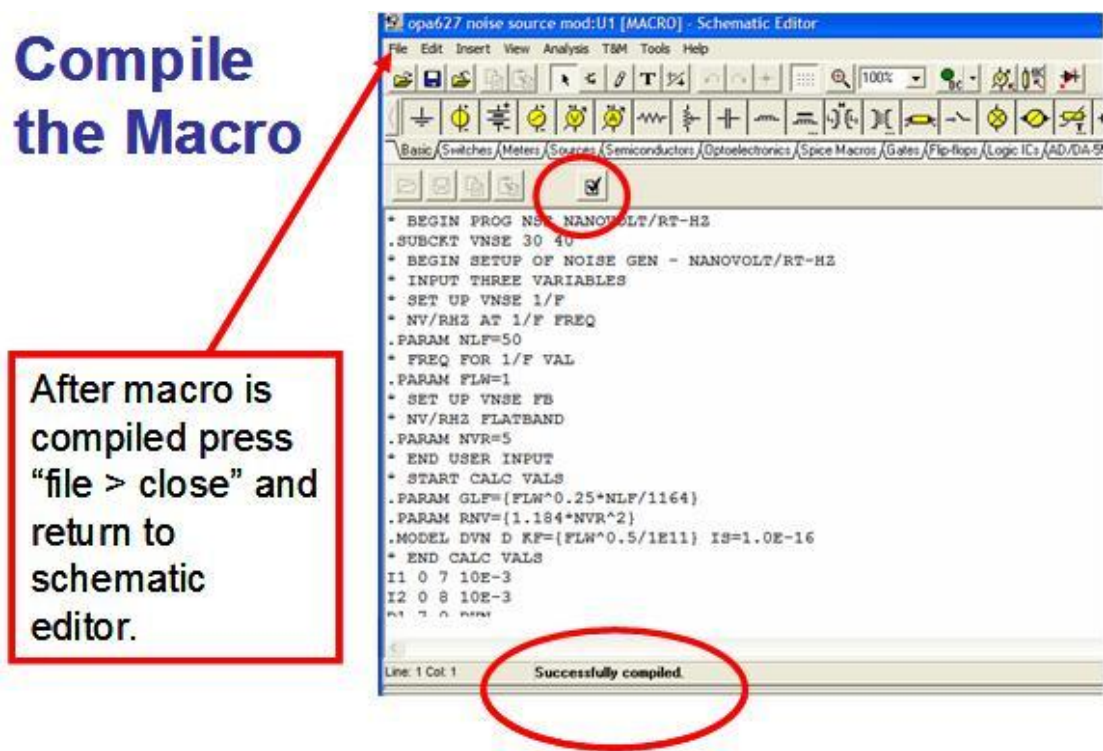 Compile
the Macro
After macro is
compiled press
“file > close” and
return to
schematic
editor.
opa627 noise source mod:U1 [MACRO] - Schematic Editor
File Edit Insert View Analysis T&M Tools Help
100%
DC
Basic Switches Meters Sources Semiconductors Optoelectronics Spice Macros Gates Flip-flops Logic ICs AD/DA-55
* BEGIN PROG NSE NANOVOLT/RT-HZ
.SUBCKT VNSE 30 40
* BEGIN SETUP OF NOISE GEN - NANOVOLT/RT-HZ
* INPUT THREE VARIABLES
* SET UP VNSE 1/F
* NV/RHZ AT 1/F FREQ
.PARAM NLF=50
* FREQ FOR 1/F VAL
.PARAM FLW=1
* SET UP VNSE FB
* NV/RHZ FLATBAND
.PARAM NVR=5
* END USER INPUT
* START CALC VALS
.PARAM GLF={FLW^0.25*NLF/1164}
.PARAM RNV={1.184*NVR^2}
.MODEL DVN D KF={FLW^0.5/1E11} IS=1.0E-16
* END CALC VALS
I1 0 7 10E-3
I2 0 8 10E-3
D1 7 0 DVN
Line: 1 Col: 1 Successfully compiled.